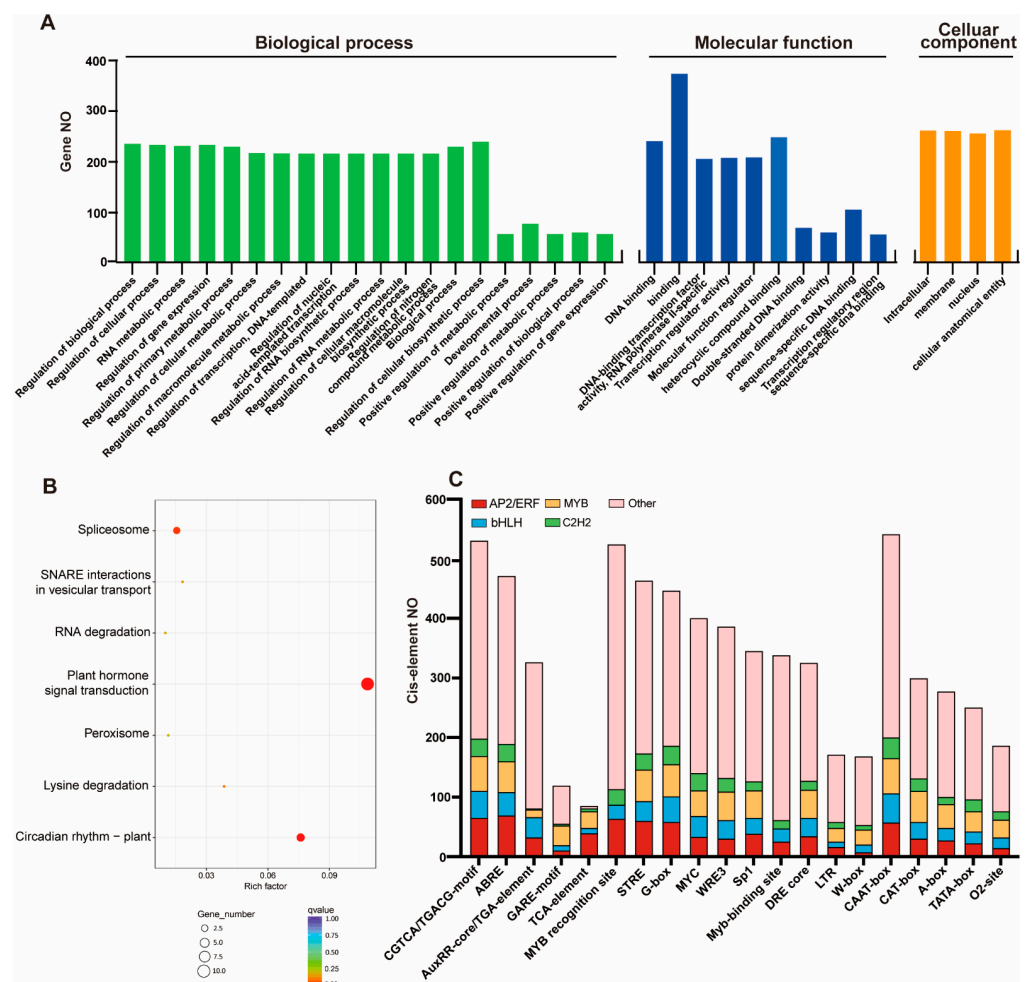 A
Biological process
Molecular function
Celluar
component
Gene NO
400
300
200
100
0
Regulation of biological process
Regulation of cellular process
RNA metabolic process
Regulation of gene expression
Regulation of primary metabolic process
Regulation of cellular metabolic process
Regulation of macromolecule metabolic process
Regulation of transcription, DNA-templated
Regulation of nucleic
acid-templated transcription
Regulation of RNA biosynthetic process
Regulation of RNA metabolic process
Regulation of cellular macromolecule
biosynthetic process
Regulation of nitrogen
compound metabolic process
Biological process
Regulation of cellular biosynthetic process
Positive regulation of metabolic process
Developmental process
Positive regulation of metabolic process
Positive regulation of biological process
Positive regulation of gene expression
DNA binding
binding
DNA-binding transcription factor
activity, RNA polymerase II-specific
Transcription regulator activity
Molecular function regulator
heterocyclic compound binding
Double-stranded DNA binding
protein dimerization activity
sequence-specific DNA binding
Transcription regulatory region
sequence-specific dna binding
Intracellular
membrane
nucleus
cellular anatomical entity
B
Spliceosome
SNARE interactions
in vesicular transport
RNA degradation
Plant hormone
signal transduction
Peroxisome
Lysine degradation
Circadian rhythm − plant
0.03
0.06
0.09
Rich factor
Gene_number
2.5
5.0
7.5
10.0
qvalue
1.00
0.75
0.50
0.25
0.00
C
Cis-element NO
600
500
400
300
200
100
0
AP2/ERF
MYB
Other
bHLH
C2H2
CGTCA/TGACG-motif
ABRE
AuxRR-core/TGA-element
GARE-motif
TCA-element
MYB recognition site
STRE
G-box
MYC
WRE3
Sp1
Myb-binding site
DRE core
LTR
W-box
CAAT-box
CAT-box
A-box
TATA-box
O2-site